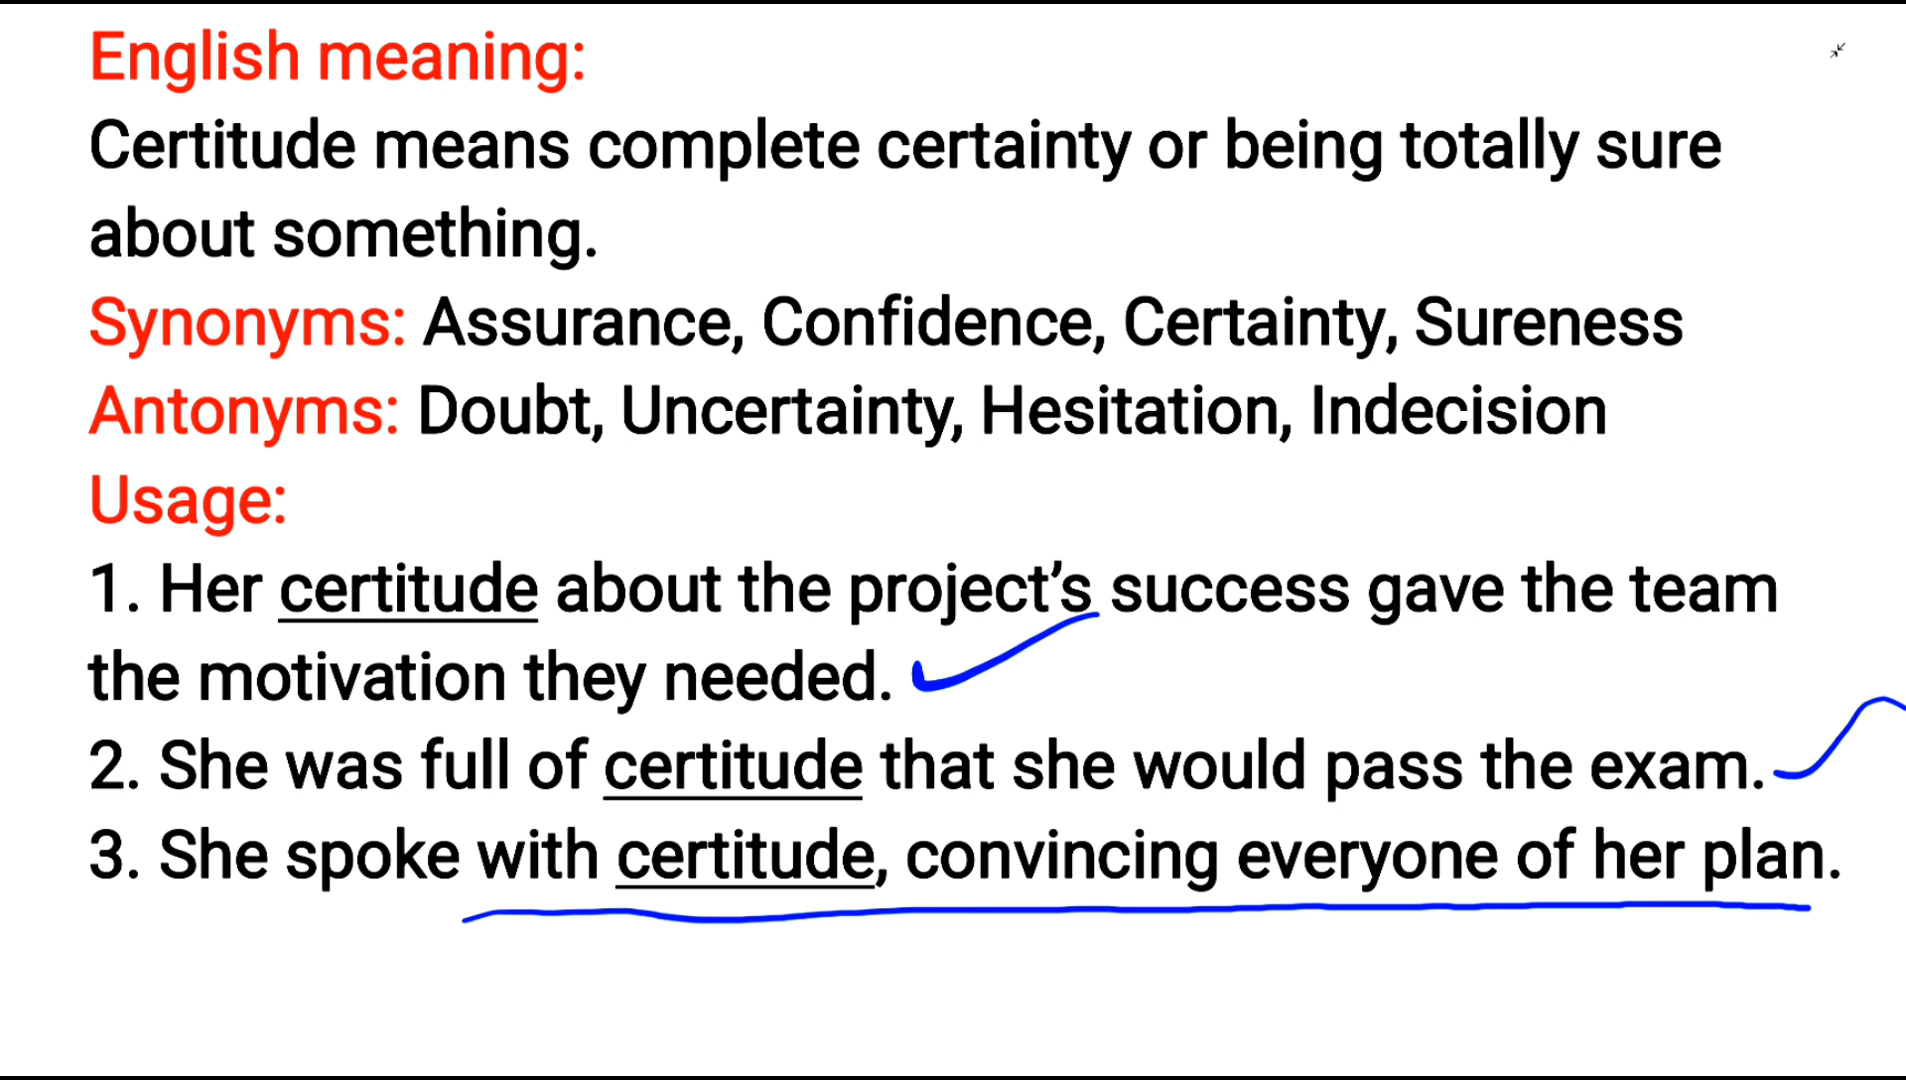 English meaning:
Certitude means complete certainty or being totally sure
about something.
Synonyms: Assurance, Confidence, Certainty, Sureness
Antonyms: Doubt, Uncertainty, Hesitation, Indecision
Usage:
1. Her certitude about the project’s success gave the team
the motivation they needed.
2. She was full of certitude that she would pass the exam.
3. She spoke with certitude, convincing everyone of her plan.